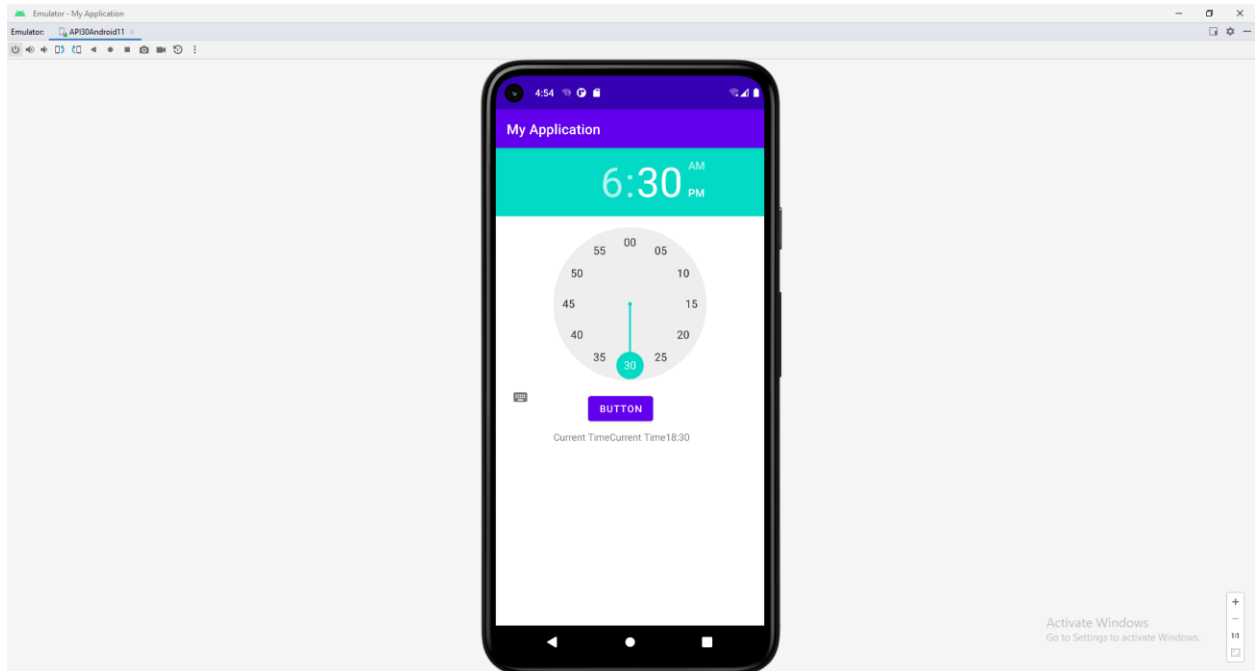 Emulator - My Application
Emulator: API30Android11
4:54
My Application
6:30 AM
PM
00
55 05
50 10
45 15
40 20
35 25
30
BUTTON
Current TimeCurrent Time18:30
Activate Windows
Go to Settings to activate Windows.
1:1